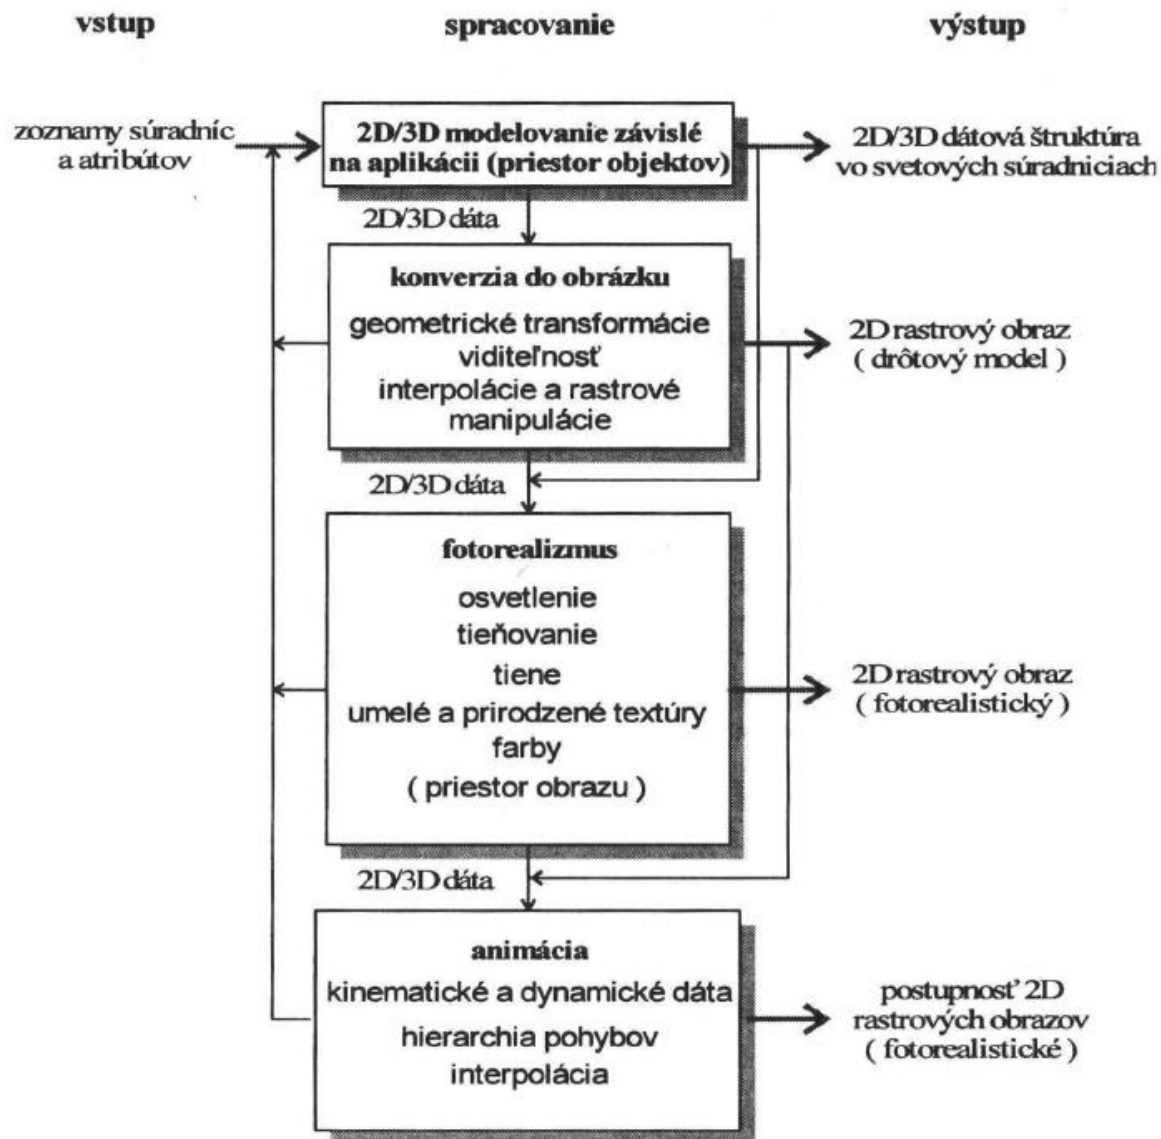 vstup
spracovanie
výstup
zoznamy súradníc
a atribútov
2D/3D modelovanie závislé
na aplikácii (priestor objektov)
2D/3D dátová štruktúra
vo svetových súradniciach
2D/3D dáta
konverzia do obrázku
geometrické transformácie
viditeľnosť
interpolácie a rastrové
manipulácie
2D rastrový obraz
( drôtový model )
2D/3D dáta
fotorealizmus
osvetlenie
tieňovanie
tiene
umelé a prirodzené textúry
farby
( priestor obrazu )
2D rastrový obraz
( fotorealistický )
2D/3D dáta
animácia
kinematické a dynamické dáta
hierarchia pohybov
interpolácia
postupnosť 2D
rastrových obrazov
( fotorealistické )